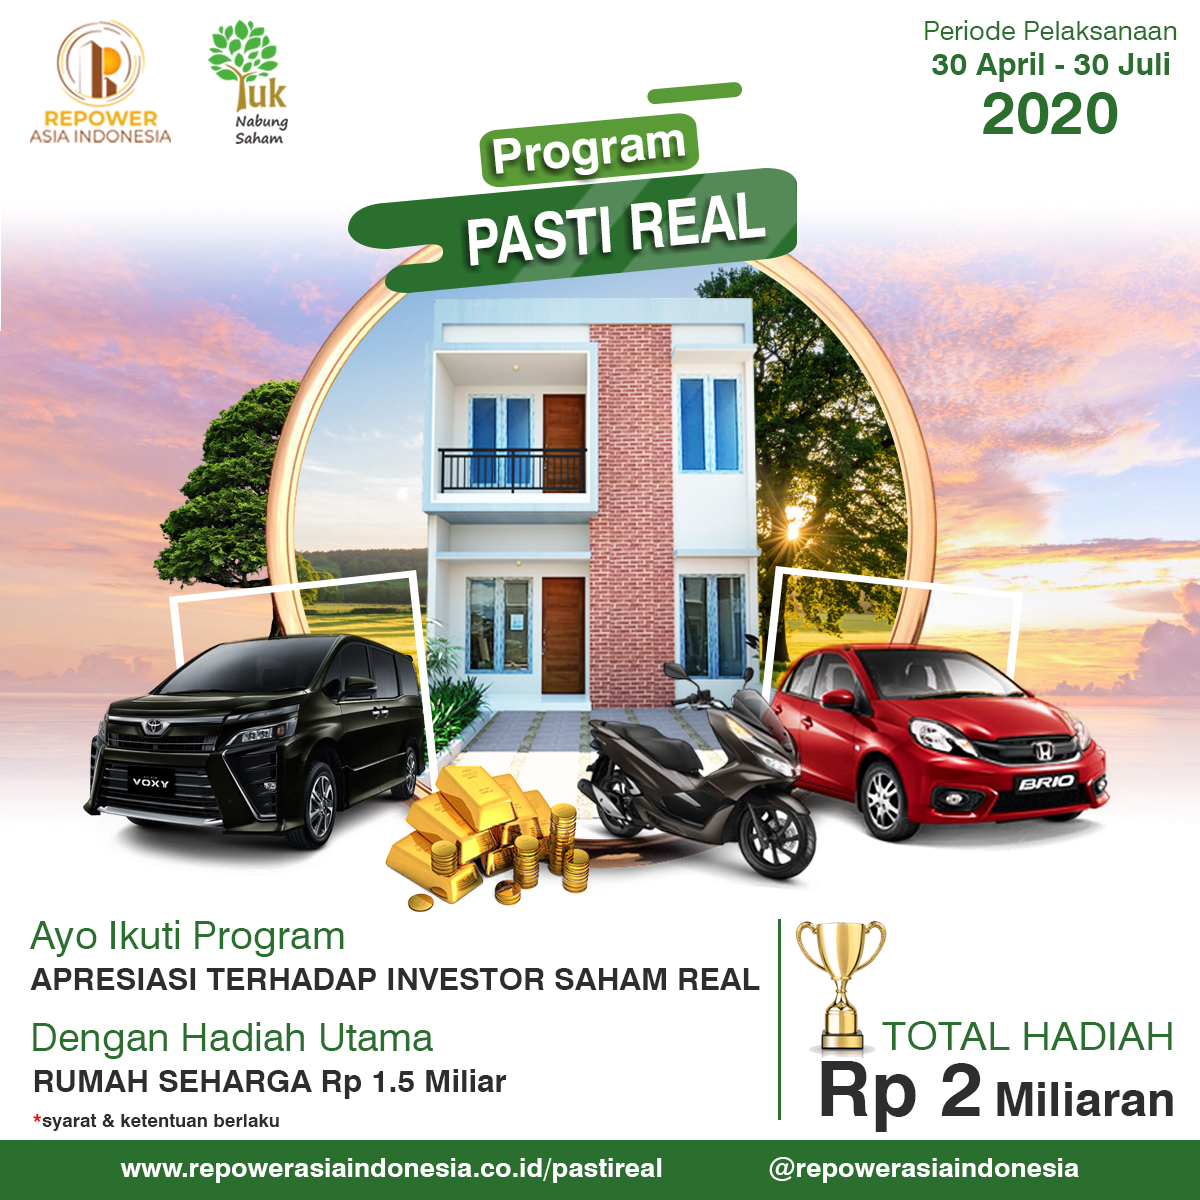 REPOWER
ASIA INDONESIA
Yuk
Nabung
Saham
Periode Pelaksanaan
30 April - 30 Juli
2020
Program
PASTI REAL
VOXY
BRIO
Ayo Ikuti Program
APRESIASI TERHADAP INVESTOR SAHAM REAL
Dengan Hadiah Utama
RUMAH SEHARGA Rp 1.5 Miliar
*syarat & ketentuan berlaku
TOTAL HADIAH
Rp 2 Miliaran
www.repowerasiaindonesia.co.id/pastireal
@repowerasiaindonesia